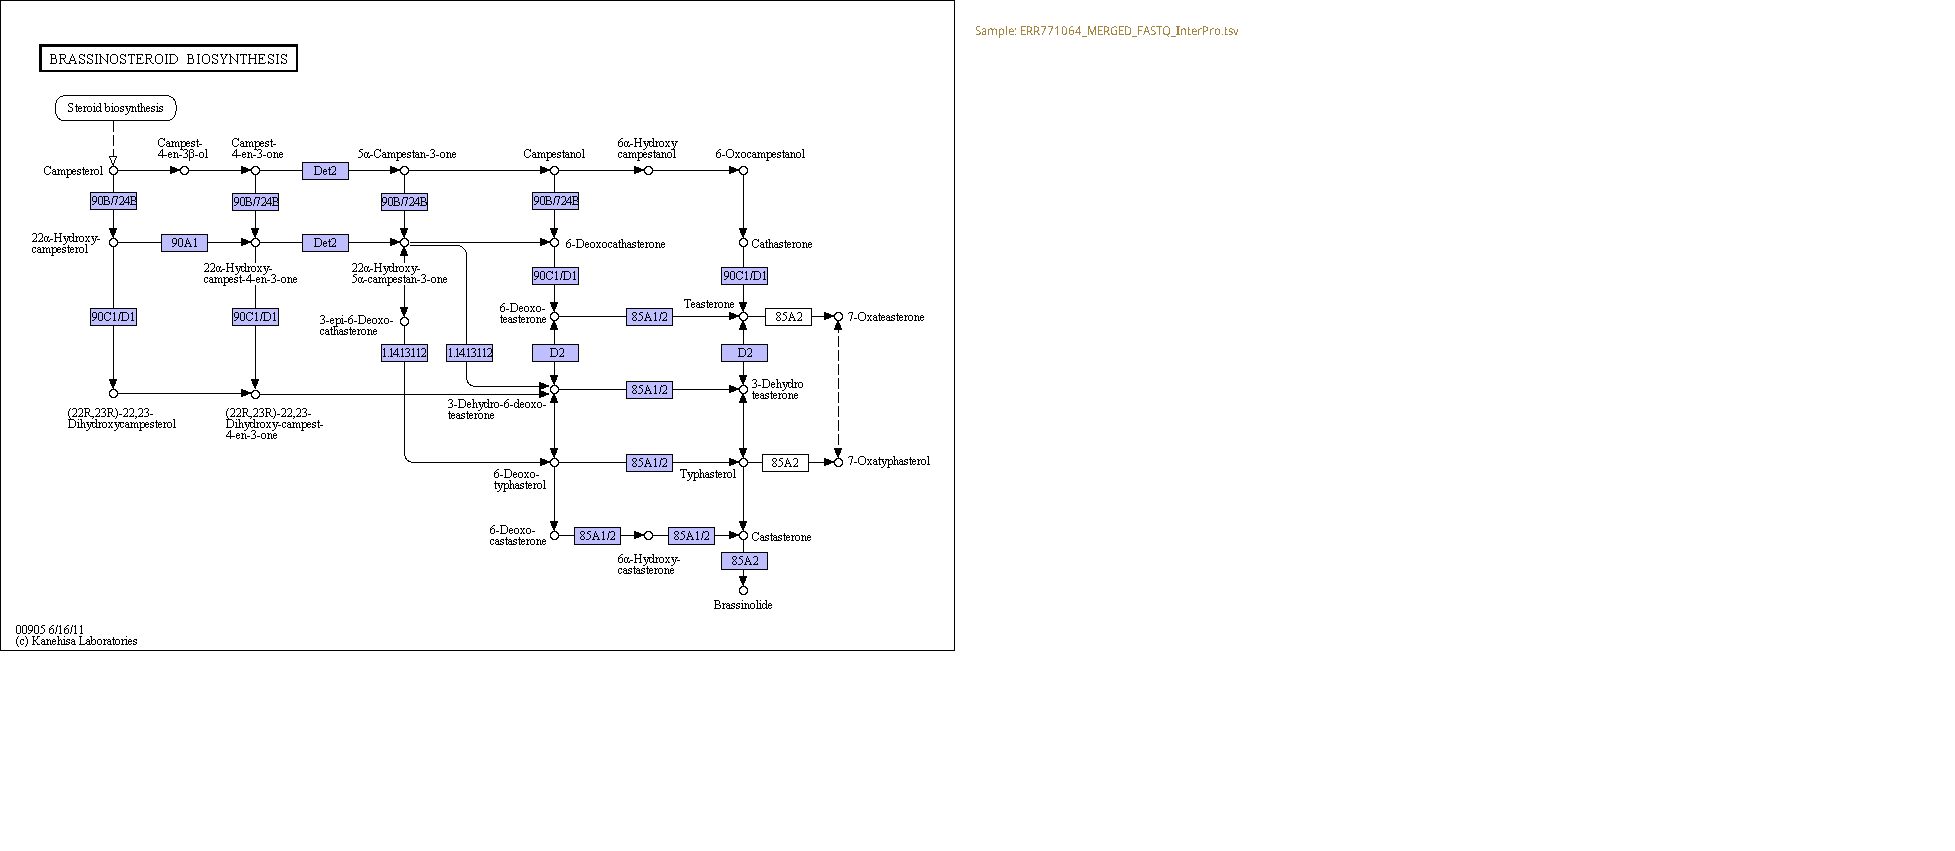 Sample: ERR771064_MERGED_FASTQ_InterPro.tsv
BRASSINOSTEROID BIOSYNTHESIS
Steroid biosynthesis
Campest-
4-en-3β-ol
Campest-
4-en-3-one
5α-Campestan-3-one
Campestanol
6α-Hydroxy
campestanol
6-Oxocampestanol
Campesterol
Det2
90B/724B
90B/724B
90B/724B
90B/724B
22α-Hydroxy-
campesterol
90A1
Det2
6-Deoxocathasterone
Cathasterone
22α-Hydroxy-
campest-4-en-3-one
22α-Hydroxy-
5α-campestan-3-one
90C1/D1
90C1/D1
90C1/D1
90C1/D1
3-epi-6-Deoxo-
cathasterone
6-Deoxo-
teasterone
85A1/2
Teasterone
85A2
7-Oxateasterone
1.14.13.112
1.14.13.112
D2
D2
85A1/2
3-Dehydro
teasterone
3-Dehydro-6-deoxo-
teasterone
(22R,23R)-22,23-
Dihydroxycampesterol
(22R,23R)-22,23-
Dihydroxy-campest-
4-en-3-one
85A1/2
85A2
7-Oxatyphasterol
6-Deoxo-
typhasterol
Typhasterol
6-Deoxo-
castasterone
85A1/2
85A1/2
Castasterone
6α-Hydroxy-
castasterone
85A2
Brassinolide
00905 6/16/11
(c) Kanehisa Laboratories